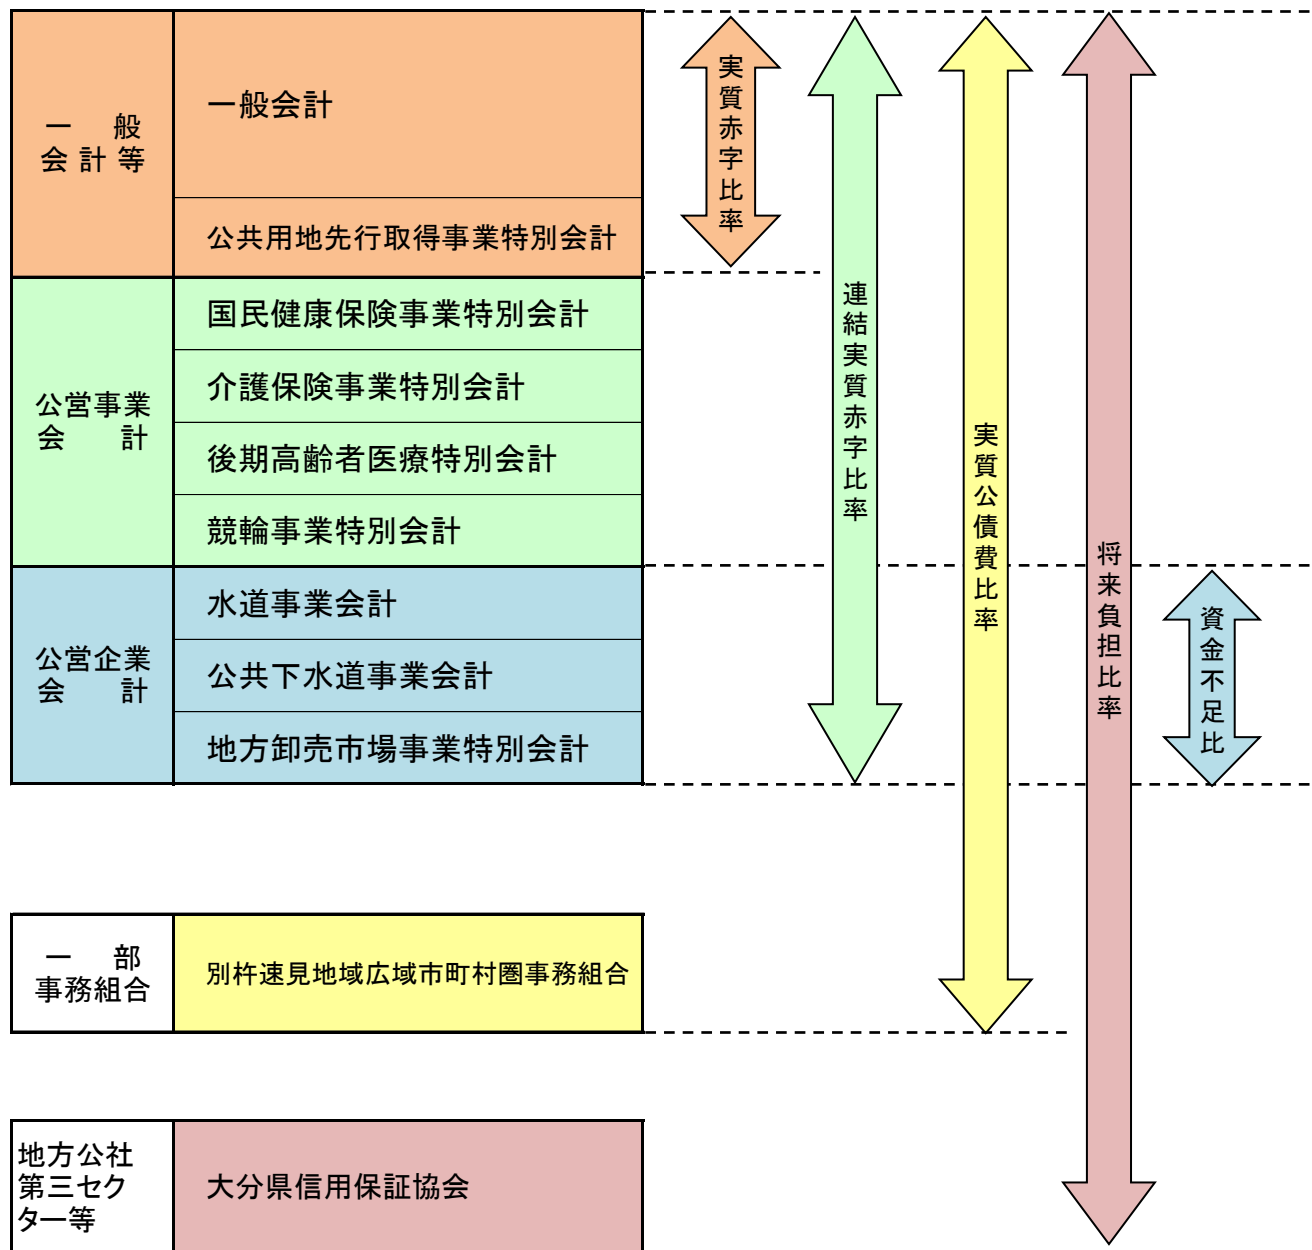 一般
会計等
一般会計
公共用地先行取得事業特別会計
公営事業
会計
国民健康保険事業特別会計
介護保険事業特別会計
後期高齢者医療特別会計
競輪事業特別会計
公営企業
会計
水道事業会計
公共下水道事業会計
地方卸売市場事業特別会計
一部
事務組合
別杵速見地域広域市町村圏事務組合
地方公社
第三セク
ター等
大分県信用保証協会
実質赤字比率
連結実質赤字比率
実質公債費比率
将来負担比率
資金不足比